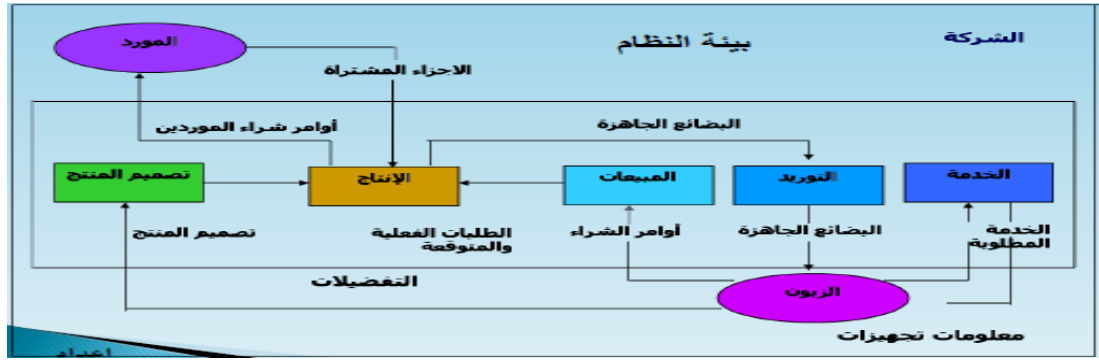 الشركة
بيئة النظام
المورد
الاجزاء المشتراة
البضائع الجاهزة
أوامر شراء الموردين
الخدمة
التوريد
المبيعات
الإنتاج
تصميم المنتج
الخدمة
المطلوبة
البضائع الجاهزة
أوامر الشراء
الطلبات الفعلية
والمتوقعة
تصميم المنتج
التفضيلات
الزبون
معلومات تجهيزات
اعداد